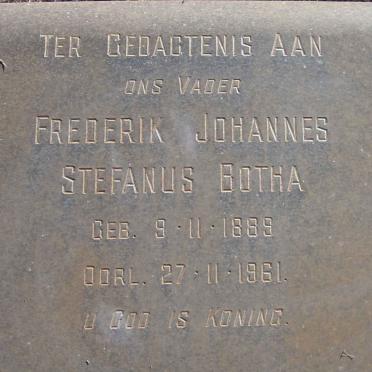 TER GEDAGTENIS AAN
ONS VADER
FREDERIK JOHANNES
STEFANUS BOTHA
GEB. 9·11·1889
OORL. 27·11·1961.
U GOD IS KONING.